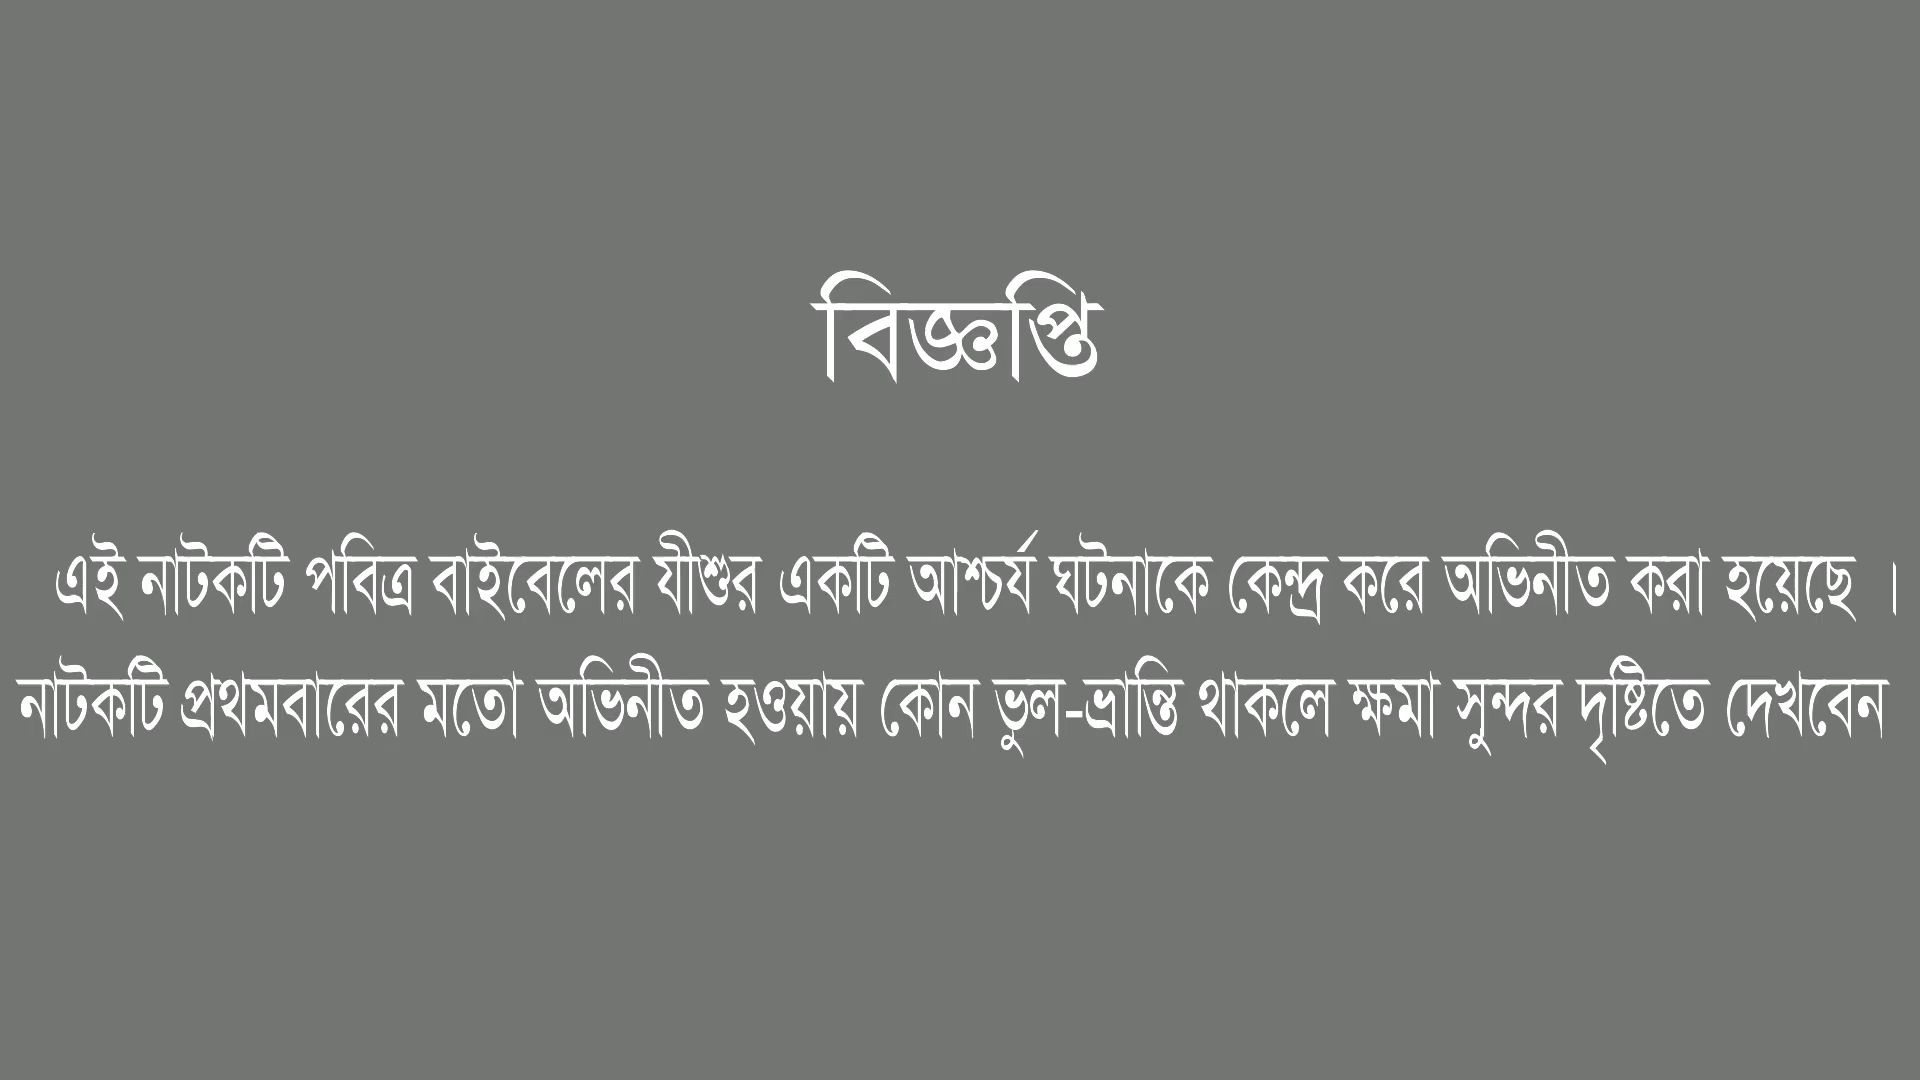 বিজ্ঞপ্তি
এই নাটকটি পবিত্র বাইবেলের যীশুর একটি আশ্চর্য ঘটনাকে কেন্দ্র করে অভিনীত করা হয়েছে ।
নাটকটি প্রথমবারের মতো অভিনীত হওয়ায় কোন ভুল-ভ্রান্তি থাকলে ক্ষমা সুন্দর দৃষ্টিতে দেখবেন